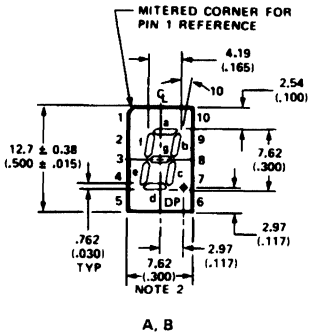 MITERED CORNER FOR
PIN 1 REFERENCE
4.19
(.165)
C L
10
2.54
(.100)
1
10
a
12.7 ± 0.38
(.500 ± .015)
2
f
b
9
g
7.62
(.300)
3
8
4
e
c
7
d
DP
5
6
.762
(.030)
TYP
2.97
(.117)
2.97
(.117)
7.62
(.300)
NOTE 2
A, B